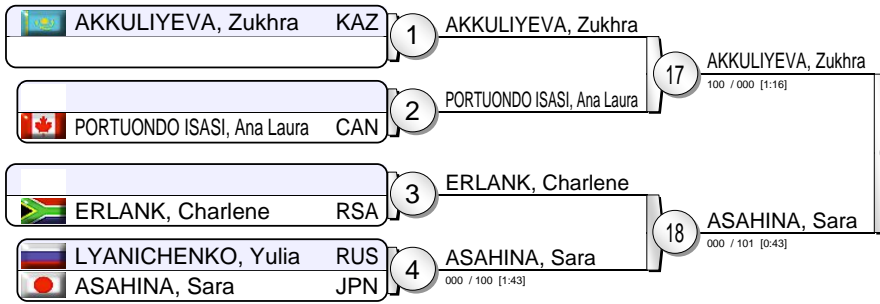 AKKULIYEVA, Zukhra KAZ
1
AKKULIYEVA, Zukhra
17
AKKULIYEVA, Zukhra
100 / 000 [1:16]
2
PORTUONDO ISASI, Ana Laura
PORTUONDO ISASI, Ana Laura CAN
3
ERLANK, Charlene
ERLANK, Charlene RSA
18
ASAHINA, Sara
000 / 101 [0:43]
LYANICHENKO, Yulia RUS
4
ASAHINA, Sara
000 / 100 [1:43]
ASAHINA, Sara JPN